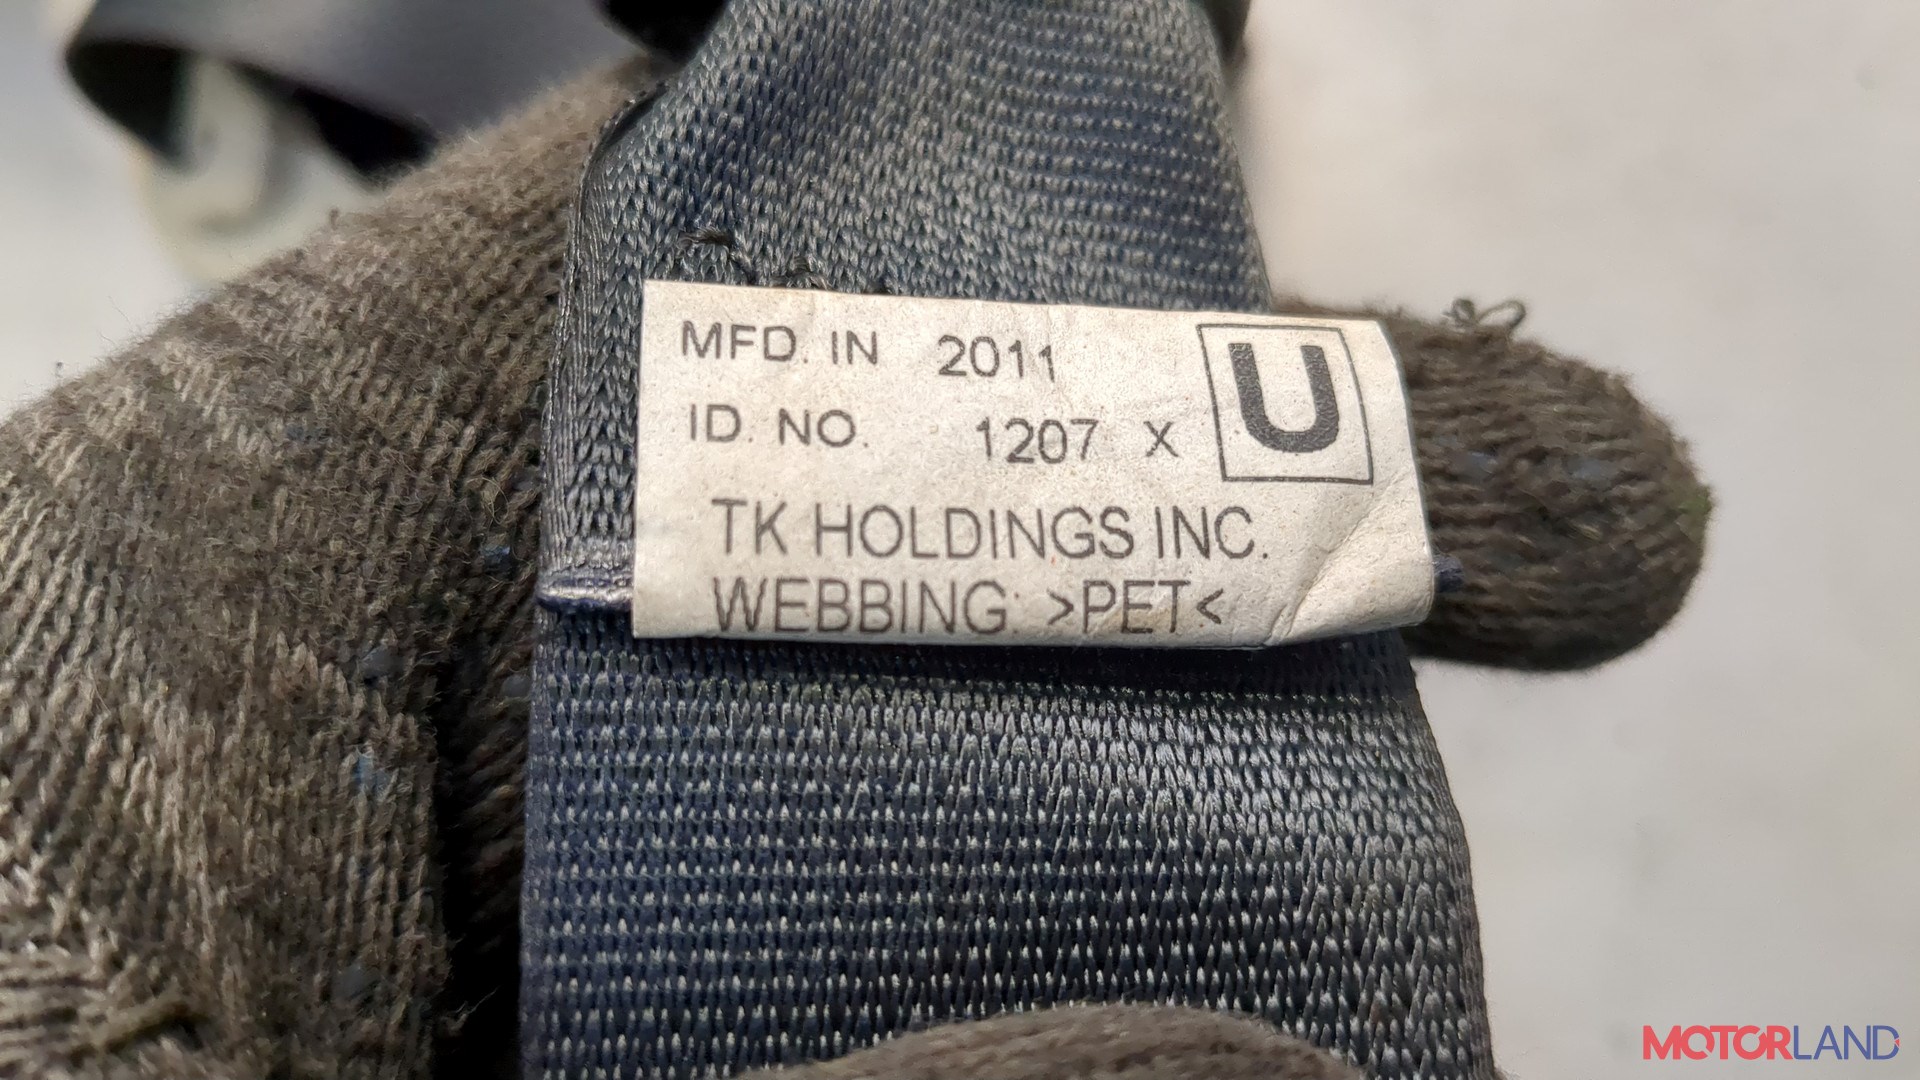 MFD. IN 2011
ID. NO. 1207 X U
TK HOLDINGS INC.
WEBBING: >PET<
MOTORLAND